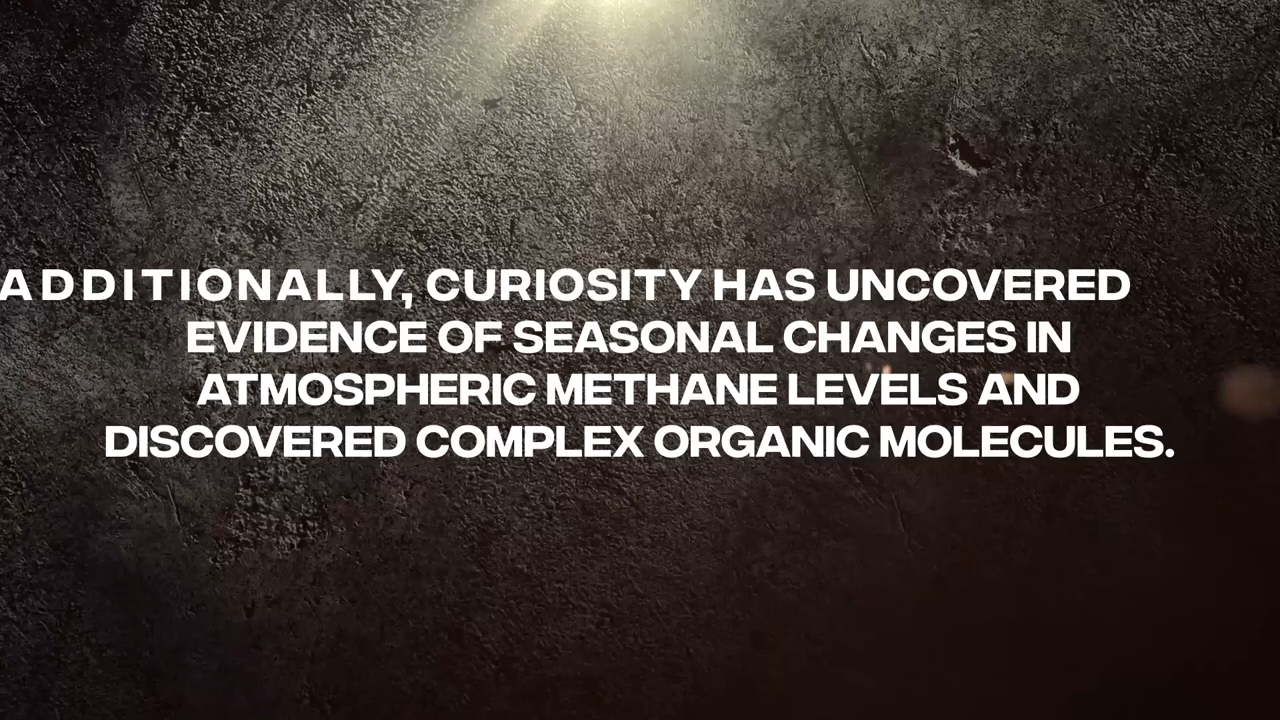 ADDITIONALLY, CURIOSITY HAS UNCOVERED
EVIDENCE OF SEASONAL CHANGES IN
ATMOSPHERIC METHANE LEVELS AND
DISCOVERED COMPLEX ORGANIC MOLECULES.